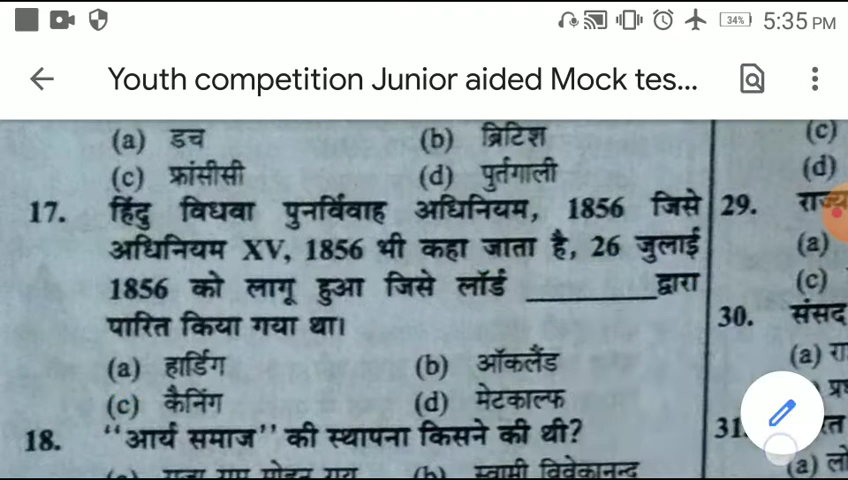 34% 5:35 PM
Youth competition Junior aided Mock tes...
(a) डच (b) ब्रिटिश
(c) फ्रांसीसी (d) पुर्तगाली
17. हिंदु विधवा पुनर्विवाह अधिनियम, 1856 जिसे
अधिनियम XV, 1856 भी कहा जाता है, 26 जुलाई
1856 को लागू हुआ जिसे लॉर्ड ________ द्वारा
पारित किया गया था।
(a) हार्डिंग (b) ऑकलैंड
(c) कैनिंग (d) मेटकाल्फ
18. "आर्य समाज" की स्थापना किसने की थी?
(b) स्वामी विवेकानन्द
(c)
(d)
29.
(a)
(c)
30. संसद
(a)
31.
(a)